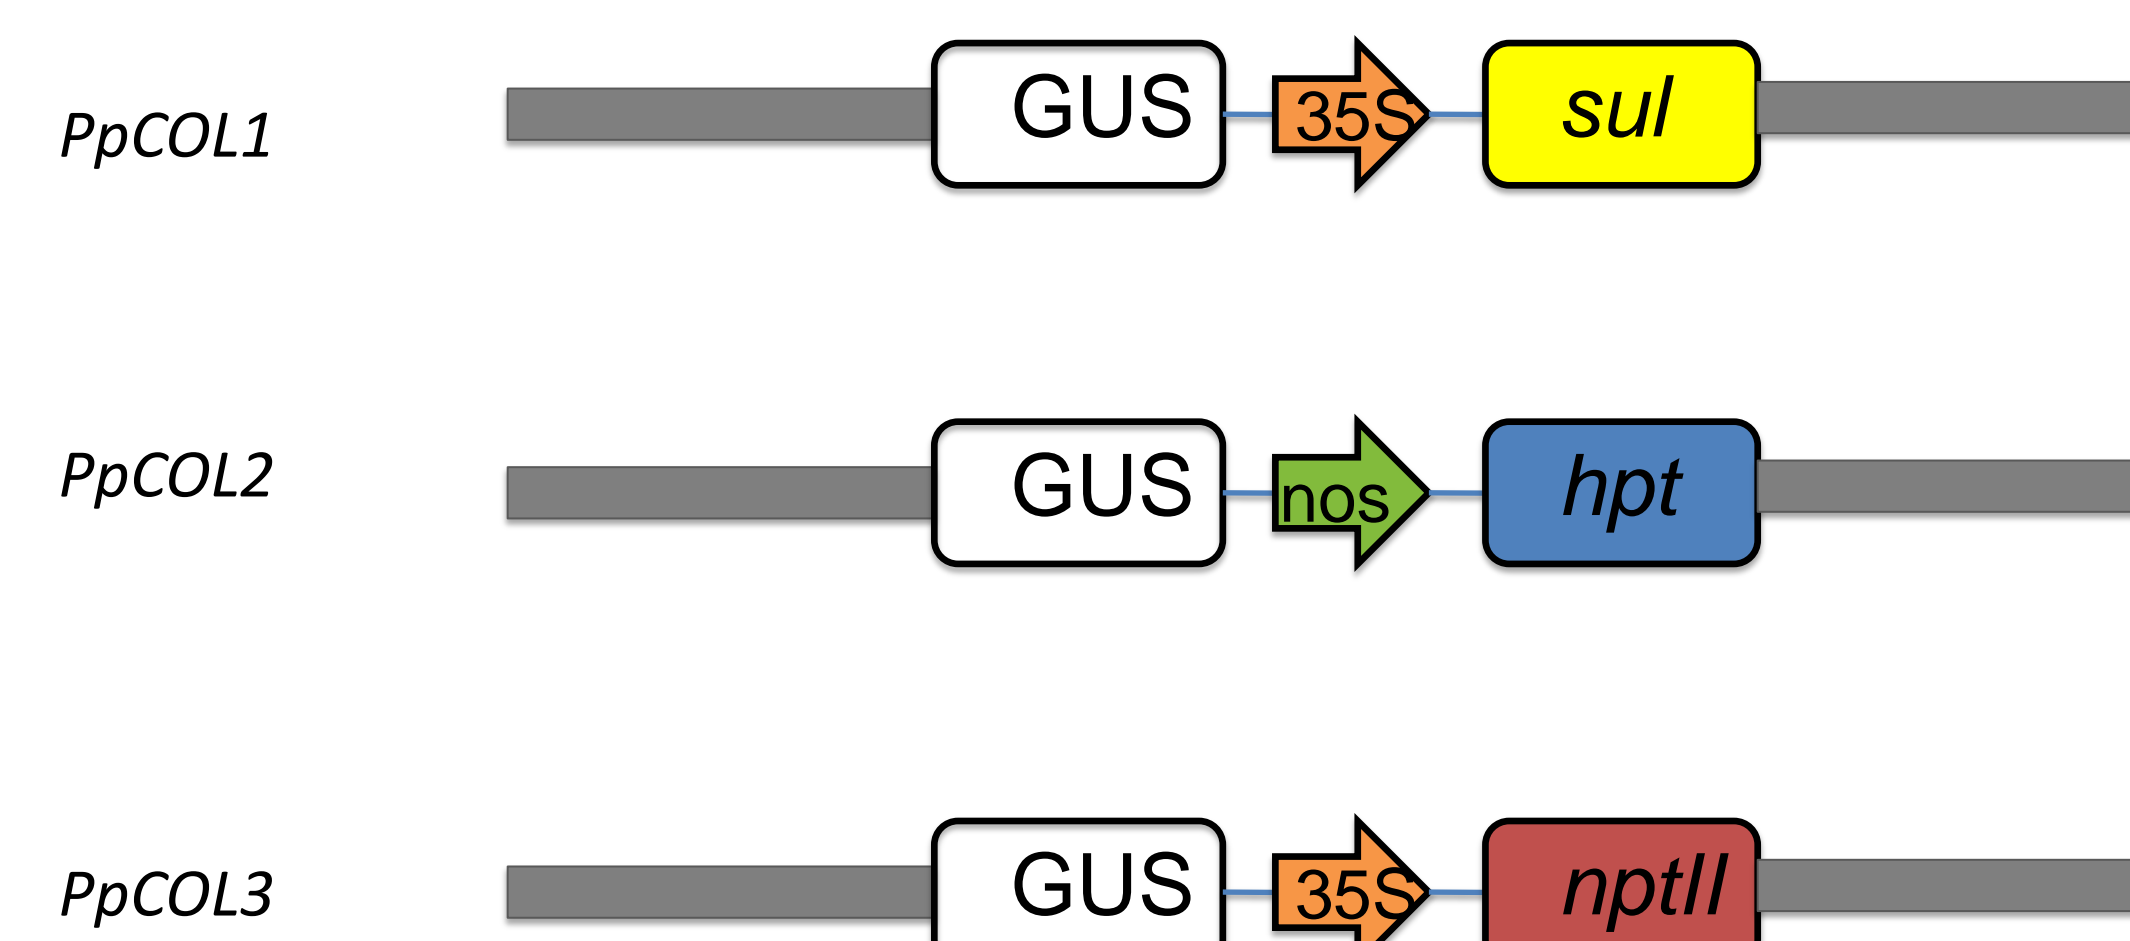 PpCOL1 GUS 35S sul
PpCOL2 GUS nos hpt
PpCOL3 GUS 35S nptII